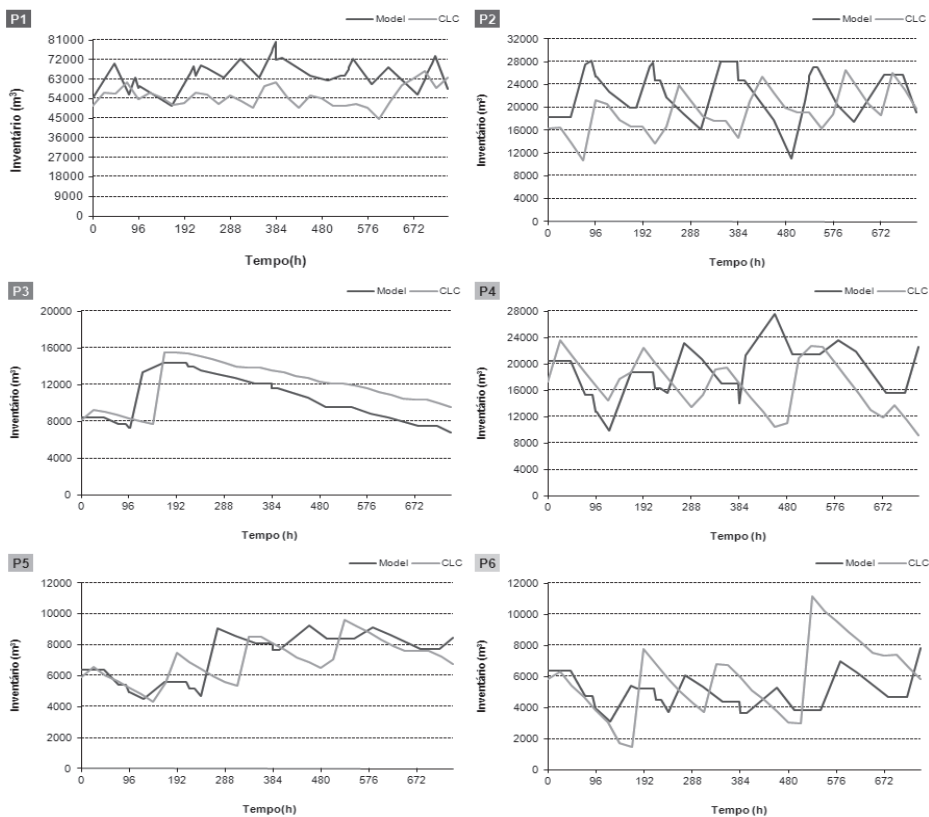 P1
Model CLC
81000
72000
63000
54000
45000
36000
27000
18000
9000
0
Inventário (m³)
0 96 192 288 384 480 576 672
Tempo(h)
P2
Model CLC
32000
28000
24000
20000
16000
12000
8000
4000
0
Inventário (m³)
0 96 192 288 384 480 576 672
Tempo (h)
P3
Model CLC
20000
16000
12000
8000
4000
0
Inventário (m³)
0 96 192 288 384 480 576 672
Tempo (h)
P4
Model CLC
28000
24000
20000
16000
12000
8000
4000
0
Inventário (m³)
0 96 192 288 384 480 576 672
Tempo (h)
P5
Model CLC
12000
10000
8000
6000
4000
2000
0
Inventário (m³)
0 96 192 288 384 480 576 672
Tempo (h)
P6
Model CLC
12000
10000
8000
6000
4000
2000
0
Inventário (m³)
0 96 192 288 384 480 576 672
Tempo (h)